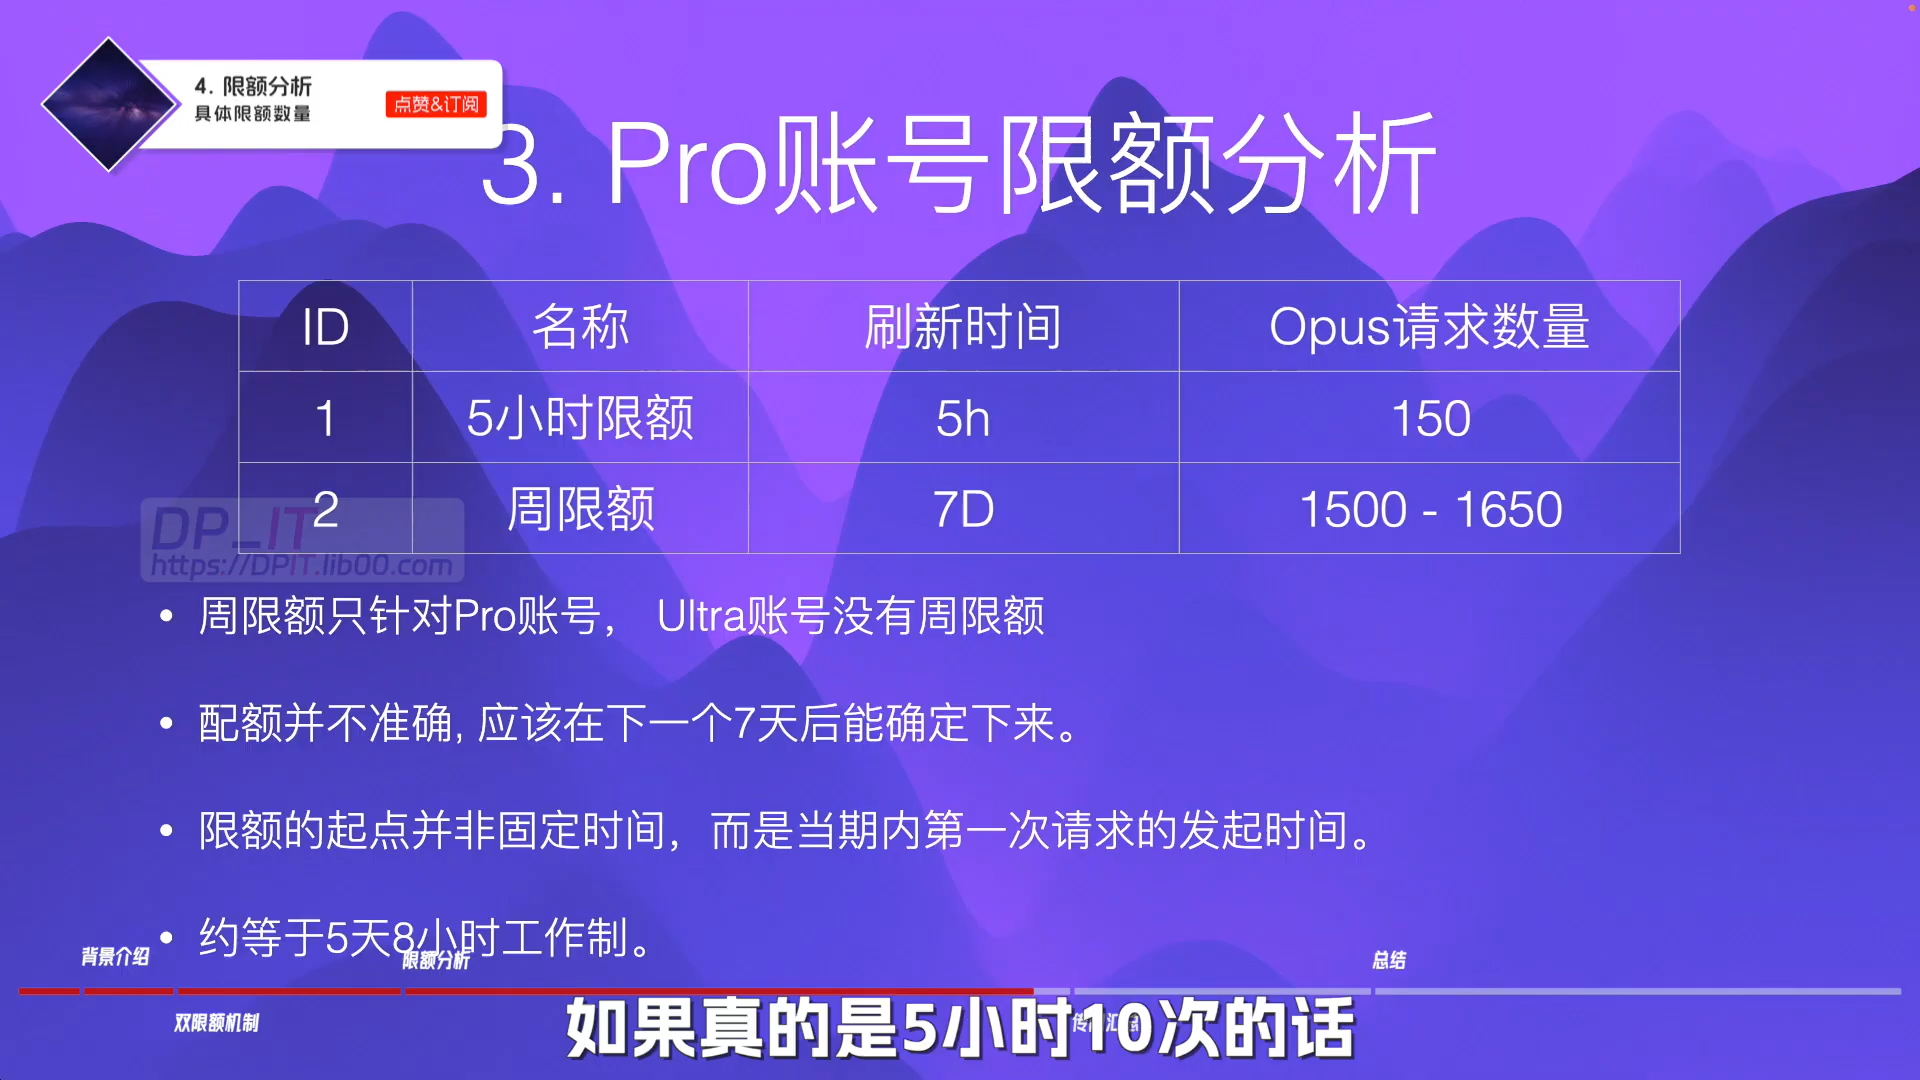 4. 限额分析
具体限额数量
点赞&订阅
3. Pro账号限额分析
ID 名称 刷新时间 Opus请求数量
1 5小时限额 5h 150
2 周限额 7D 1500 - 1650
DP_IT
https://DPIT.lib00.com
• 周限额只针对Pro账号， Ultra账号没有周限额
• 配额并不准确, 应该在下一个7天后能确定下来。
• 限额的起点并非固定时间，而是当期内第一次请求的发起时间。
• 约等于5天8小时工作制。
背景介绍
限额分析
总结
双限额机制
如果真的是5小时10次的话